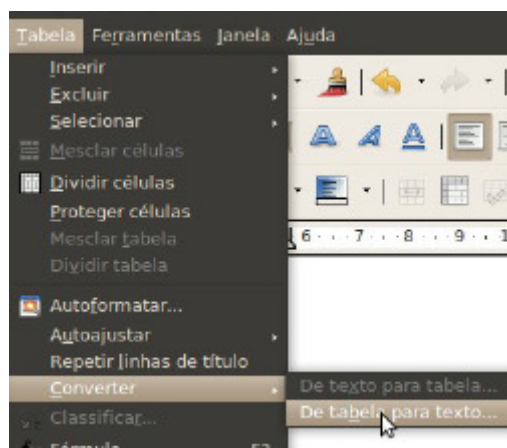 Tabela Ferramentas Janela Ajuda
Inserir
Excluir
Selecionar
Mesclar células
Dividir células
Proteger células
6 7 8 9 1
Mesclar tabela
Dividir tabela
Autoformatar...
Autoajustar
Repetir linhas de título
Converter
De texto para tabela...
De tabela para texto...
Classificar...